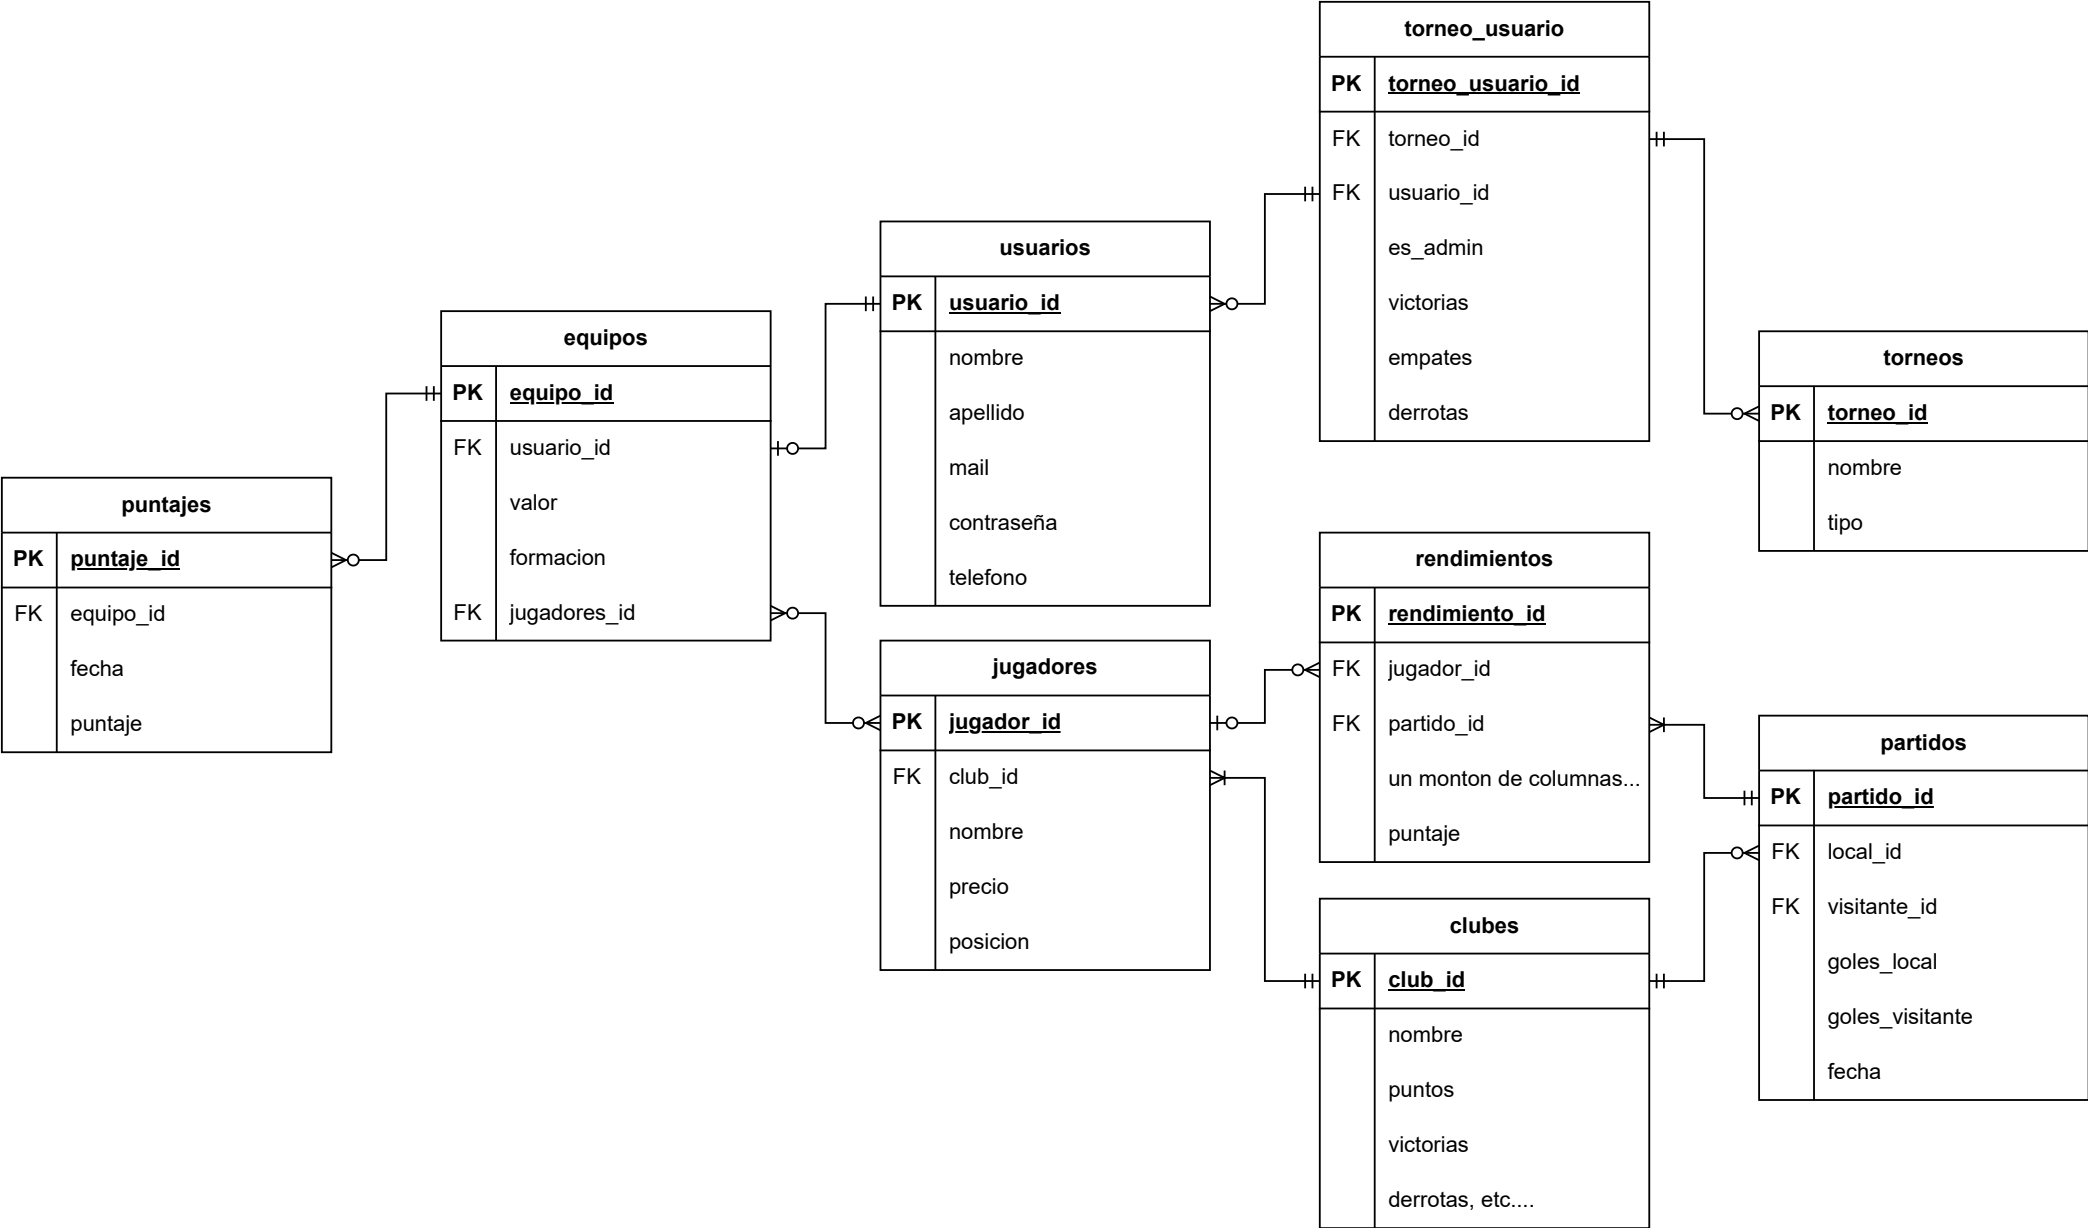 torneo_usuario
PK torneo_usuario_id
FK torneo_id
FK usuario_id
es_admin
victorias
empates
derrotas
usuarios
PK usuario_id
nombre
apellido
mail
contraseña
telefono
equipos
PK equipo_id
FK usuario_id
valor
formacion
FK jugadores_id
torneos
PK torneo_id
nombre
tipo
puntajes
PK puntaje_id
FK equipo_id
fecha
puntaje
rendimientos
PK rendimiento_id
FK jugador_id
FK partido_id
un monton de columnas...
puntaje
jugadores
PK jugador_id
FK club_id
nombre
precio
posicion
partidos
PK partido_id
FK local_id
FK visitante_id
goles_local
goles_visitante
fecha
clubes
PK club_id
nombre
puntos
victorias
derrotas, etc....